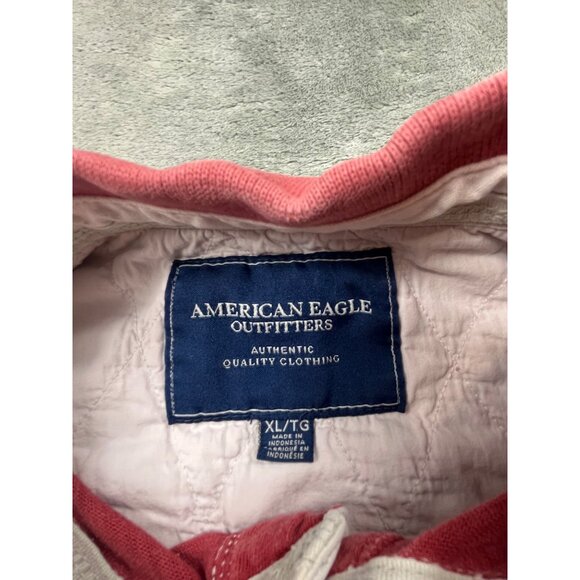 AMERICAN EAGLE
OUTFITTERS
AUTHENTIC
QUALITY CLOTHING
XL/TG
MADE IN
INDONESIA
FABRIQUÉ EN
INDONÉSIE